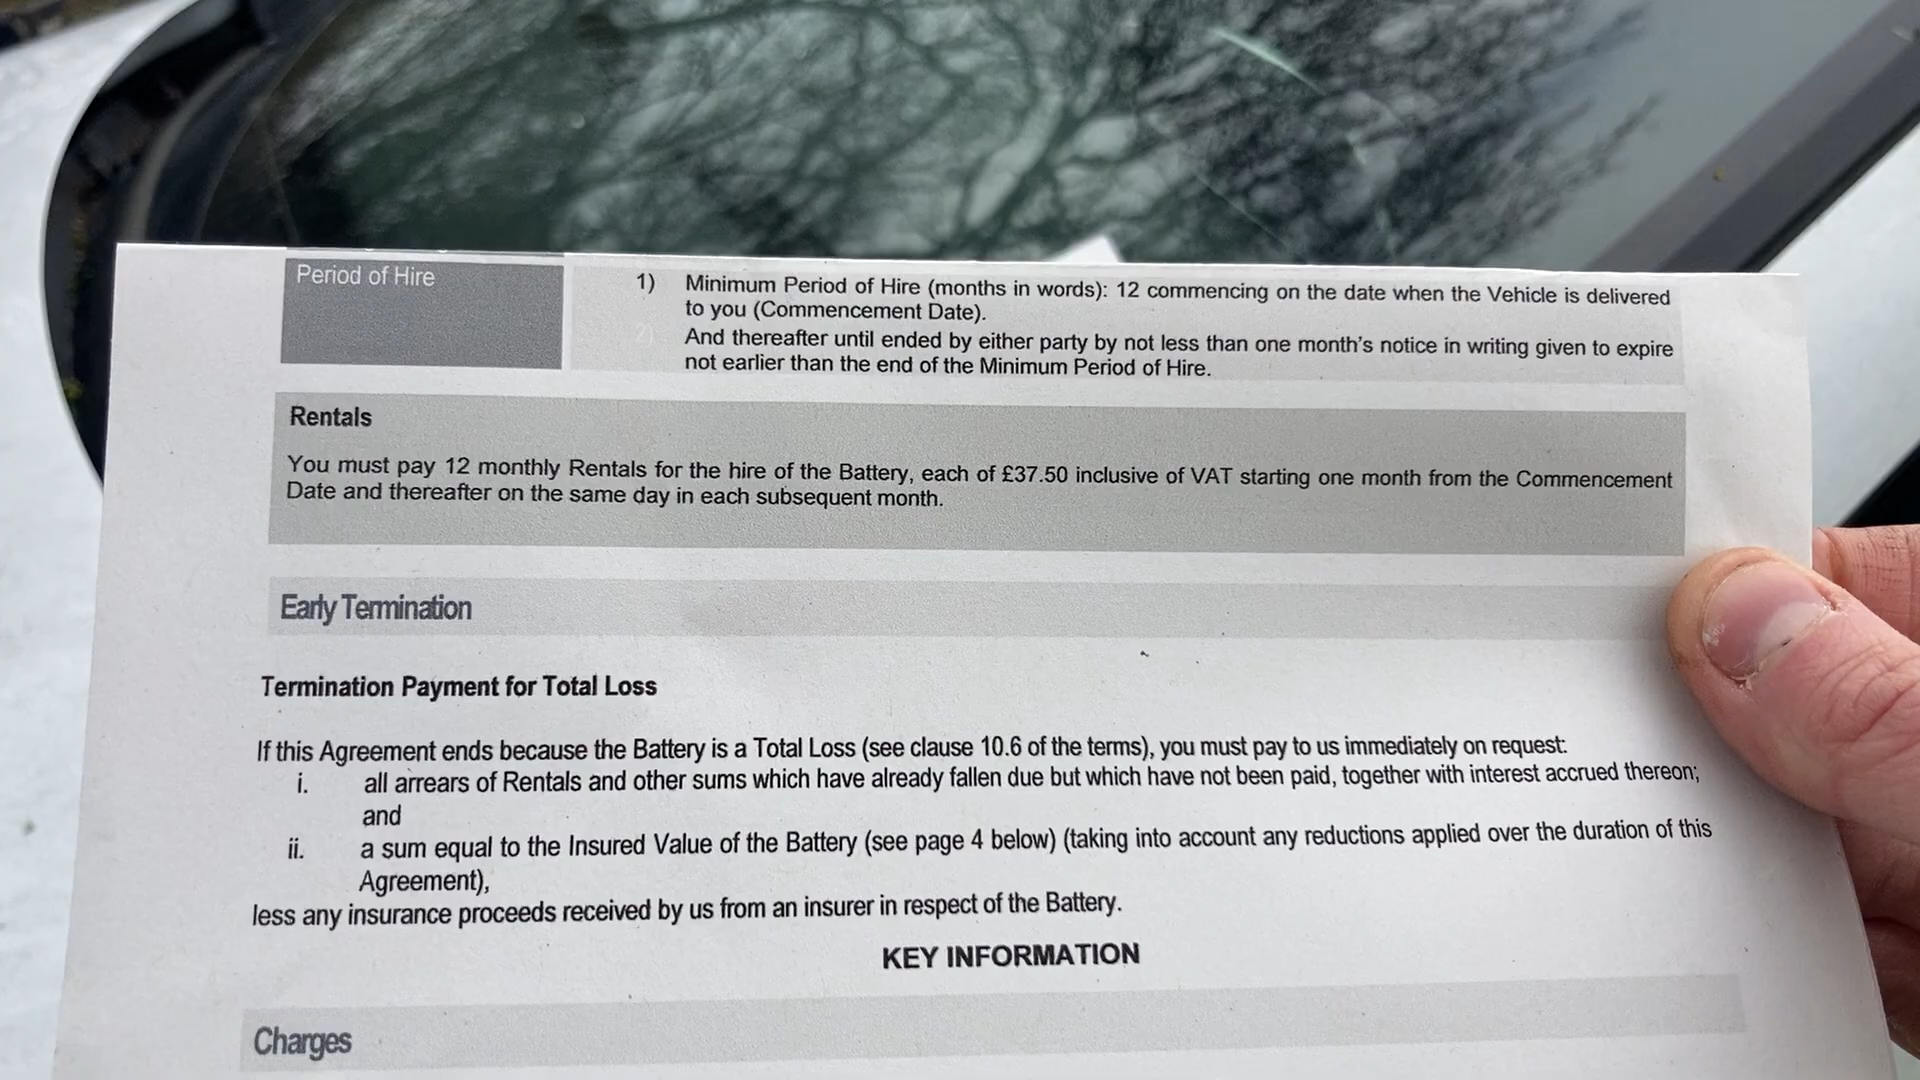 Period of Hire
1) Minimum Period of Hire (months in words): 12 commencing on the date when the Vehicle is delivered
to you (Commencement Date).
2) And thereafter until ended by either party by not less than one month's notice in writing given to expire
not earlier than the end of the Minimum Period of Hire.
Rentals
You must pay 12 monthly Rentals for the hire of the Battery, each of £37.50 inclusive of VAT starting one month from the Commencement
Date and thereafter on the same day in each subsequent month.
Early Termination
Termination Payment for Total Loss
If this Agreement ends because the Battery is a Total Loss (see clause 10.6 of the terms), you must pay to us immediately on request:
i. all arrears of Rentals and other sums which have already fallen due but which have not been paid, together with interest accrued thereon;
and
ii. a sum equal to the Insured Value of the Battery (see page 4 below) (taking into account any reductions applied over the duration of this
Agreement),
less any insurance proceeds received by us from an insurer in respect of the Battery.
KEY INFORMATION
Charges